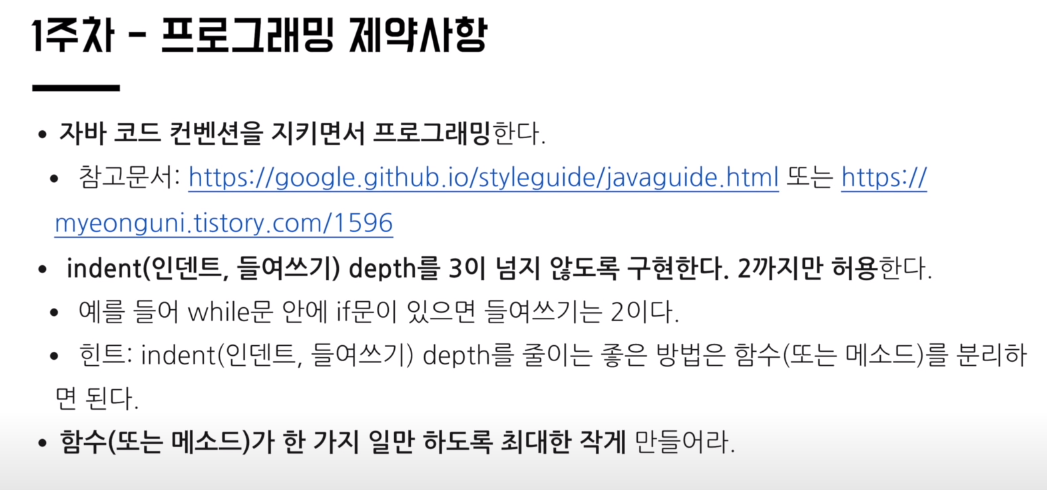 1주차 - 프로그래밍 제약사항
• 자바 코드 컨벤션을 지키면서 프로그래밍한다.
• 참고문서: https://google.github.io/styleguide/javaguide.html 또는 https://
myeonguni.tistory.com/1596
• indent(인덴트, 들여쓰기) depth를 3이 넘지 않도록 구현한다. 2까지만 허용한다.
• 예를 들어 while문 안에 if문이 있으면 들여쓰기는 2이다.
• 힌트: indent(인덴트, 들여쓰기) depth를 줄이는 좋은 방법은 함수(또는 메소드)를 분리하
면 된다.
• 함수(또는 메소드)가 한 가지 일만 하도록 최대한 작게 만들어라.